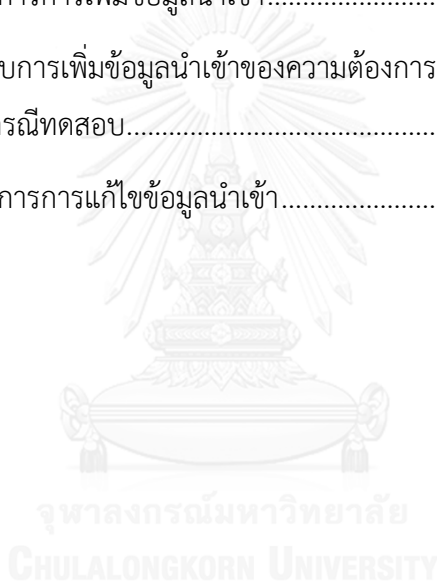 การการเพิ่มข้อมูลนำเข้า......................
บการเพิ่มข้อมูลนำเข้าของความต้องการ
ารณีทดสอบ........................................
การการแก้ไขข้อมูลนำเข้า....................
จุฬาลงกรณ์มหาวิทยาลัย
CHULALONGKORN UNIVERSITY